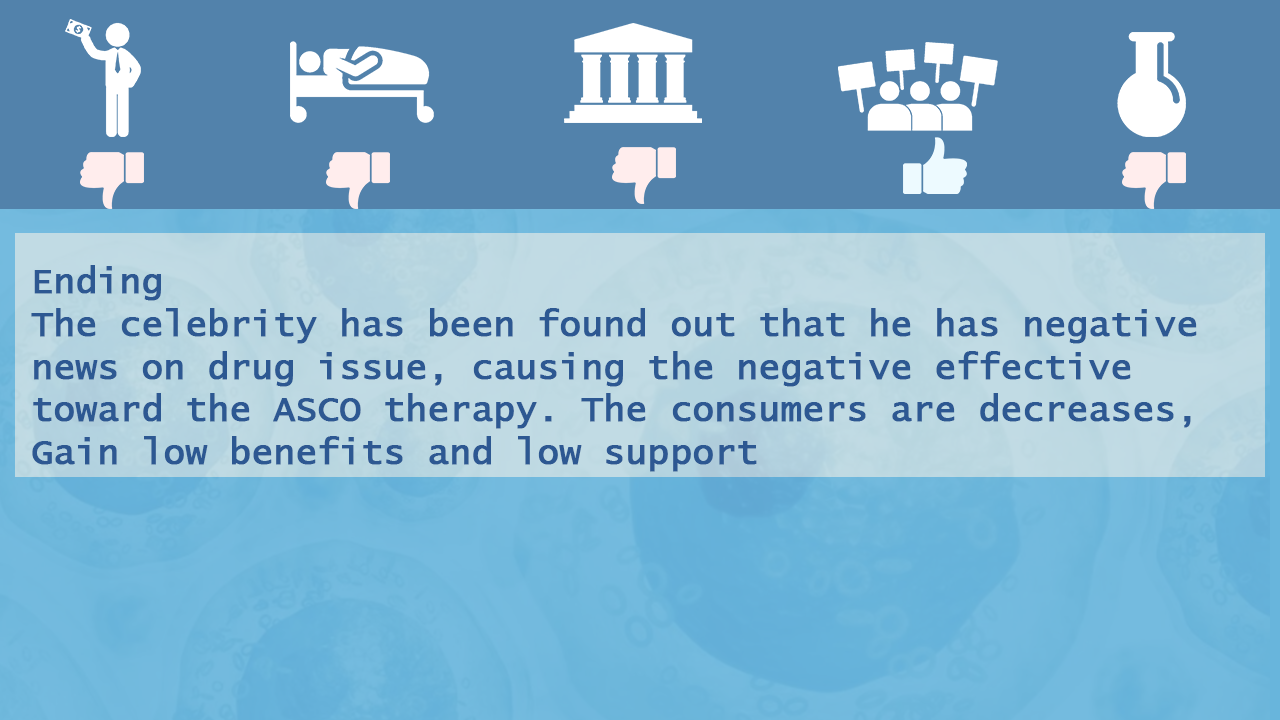 Ending
The celebrity has been found out that he has negative
news on drug issue, causing the negative effective
toward the ASCO therapy. The consumers are decreases,
Gain low benefits and low support